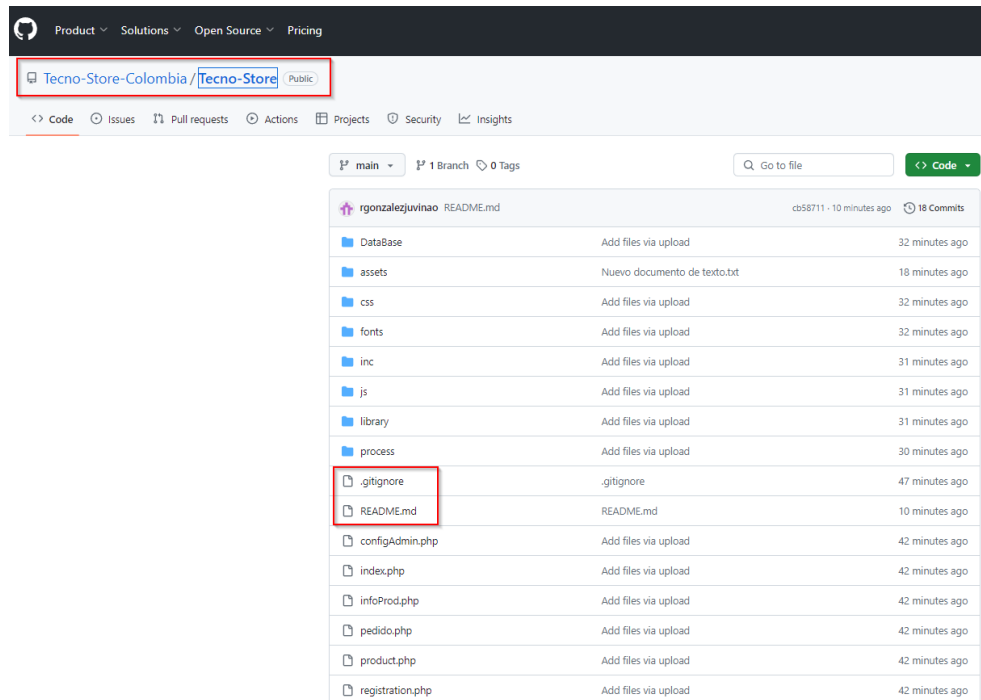 Product Solutions Open Source Pricing
Tecno-Store-Colombia / Tecno-Store Public
Code Issues Pull requests Actions Projects Security Insights
main 1 Branch 0 Tags Go to file Code
rgonzalezjuvinao README.md cb58711 · 10 minutes ago 18 Commits
DataBase Add files via upload 32 minutes ago
assets Nuevo documento de texto.txt 18 minutes ago
css Add files via upload 32 minutes ago
fonts Add files via upload 32 minutes ago
inc Add files via upload 31 minutes ago
js Add files via upload 31 minutes ago
library Add files via upload 31 minutes ago
process Add files via upload 30 minutes ago
.gitignore .gitignore 47 minutes ago
README.md README.md 10 minutes ago
configAdmin.php Add files via upload 42 minutes ago
index.php Add files via upload 42 minutes ago
infoProd.php Add files via upload 42 minutes ago
pedido.php Add files via upload 42 minutes ago
product.php Add files via upload 42 minutes ago
registration.php Add files via upload 42 minutes ago